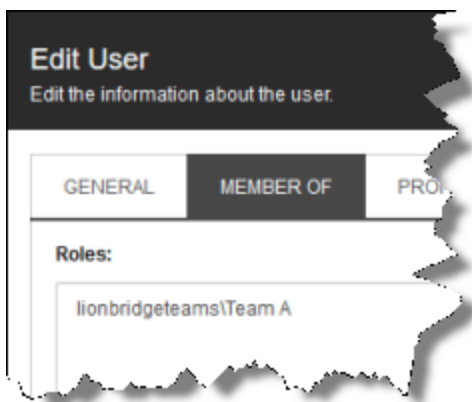 Edit User
Edit the information about the user.
GENERAL MEMBER OF
Roles:
lionbridgeteams\Team A